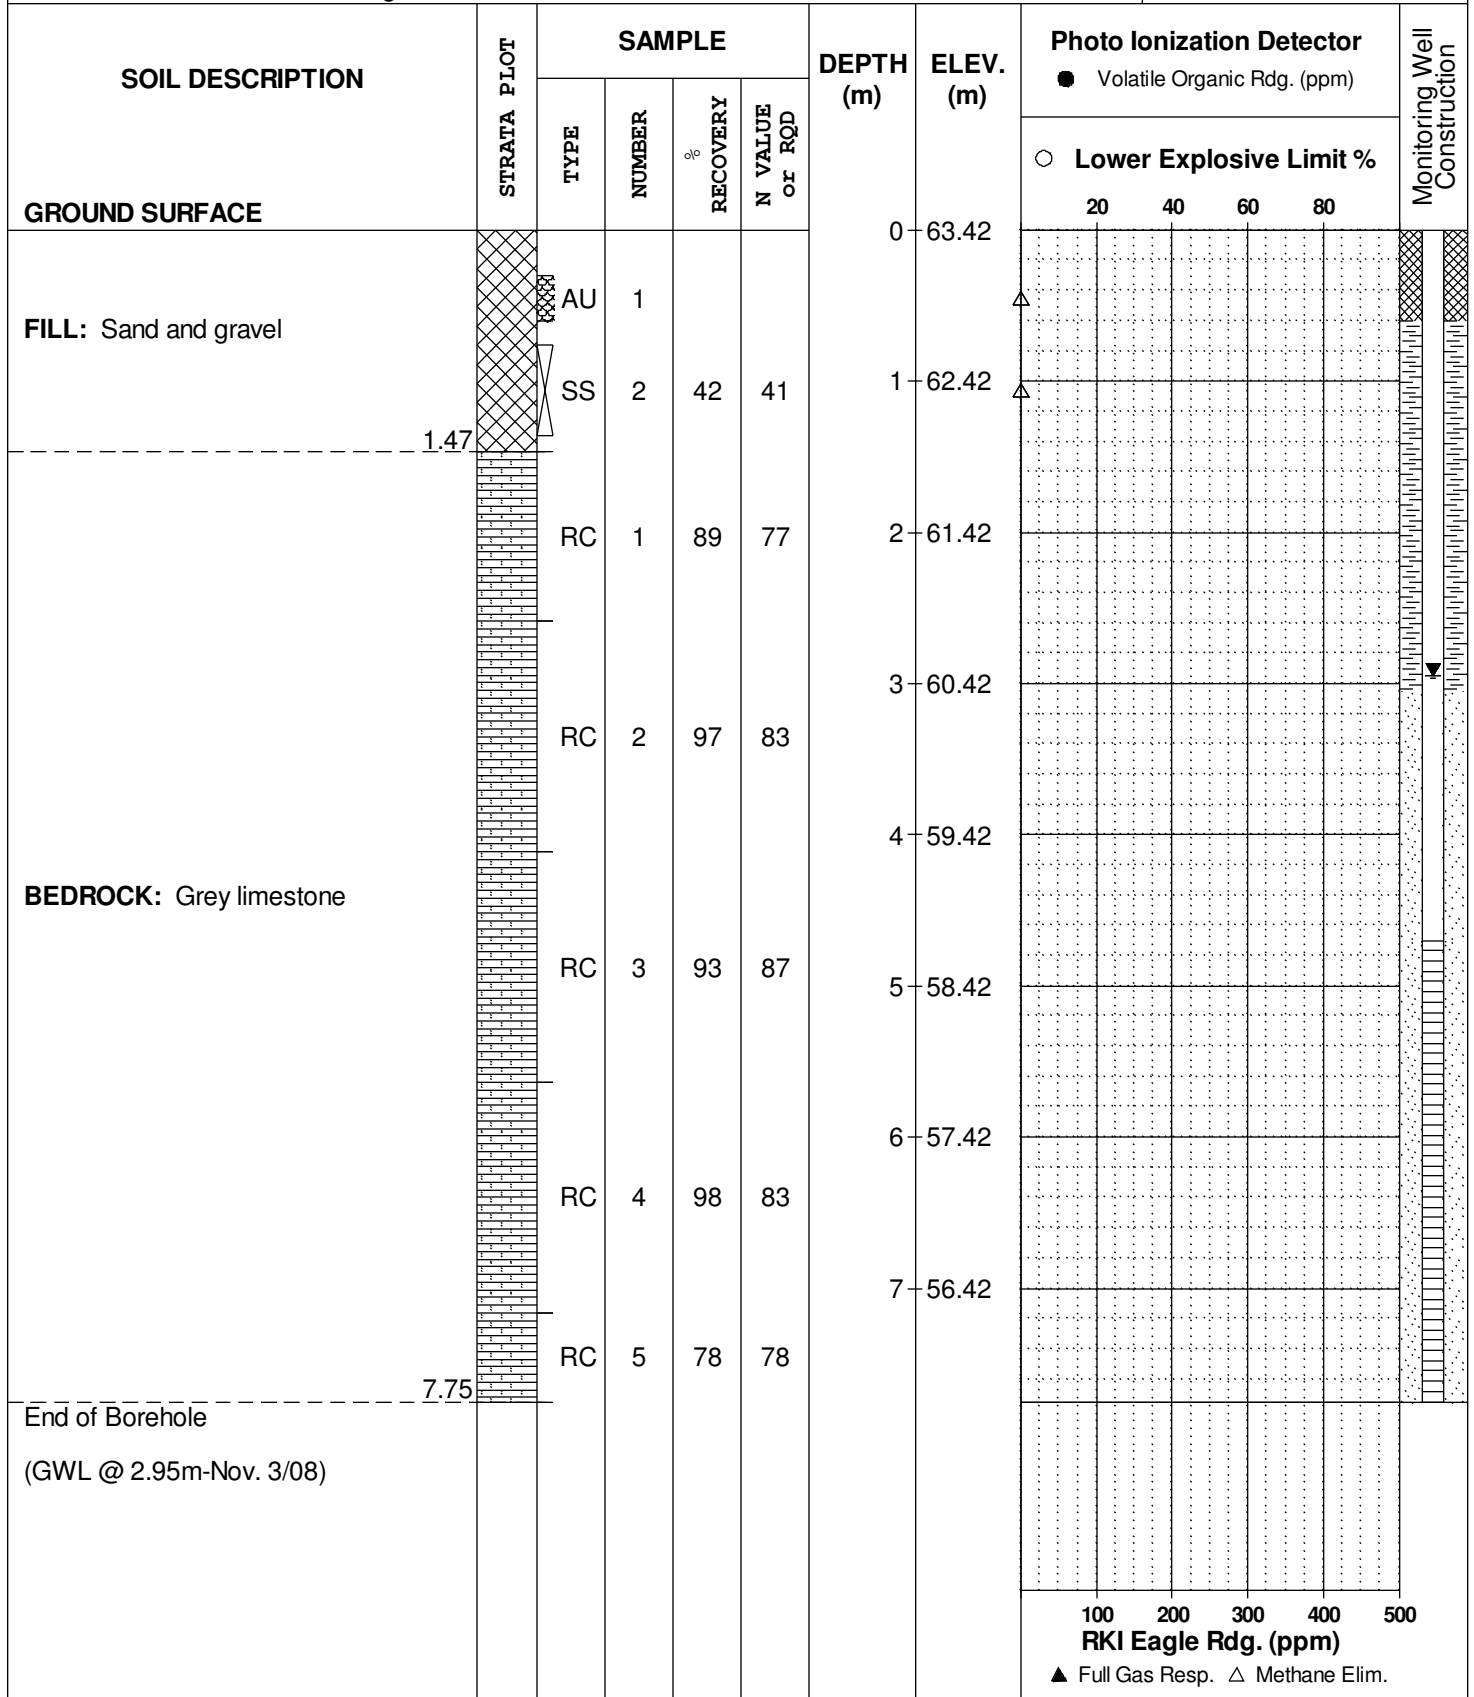 SOIL DESCRIPTION
GROUND SURFACE
STRATA PLOT
SAMPLE
TYPE
NUMBER
%
RECOVERY
N VALUE
or RQD
DEPTH
(m)
ELEV.
(m)
Photo Ionization Detector
● Volatile Organic Rdg. (ppm)
○ Lower Explosive Limit %
20 40 60 80
Monitoring Well
Construction
0 63.42
AU 1
FILL: Sand and gravel
1 62.42
SS 2 42 41
1.47
RC 1 89 77
2 61.42
3 60.42
RC 2 97 83
4 59.42
BEDROCK: Grey limestone
RC 3 93 87
5 58.42
6 57.42
RC 4 98 83
7 56.42
RC 5 78 78
7.75
End of Borehole
(GWL @ 2.95m-Nov. 3/08)
100 200 300 400 500
RKI Eagle Rdg. (ppm)
▲ Full Gas Resp. △ Methane Elim.